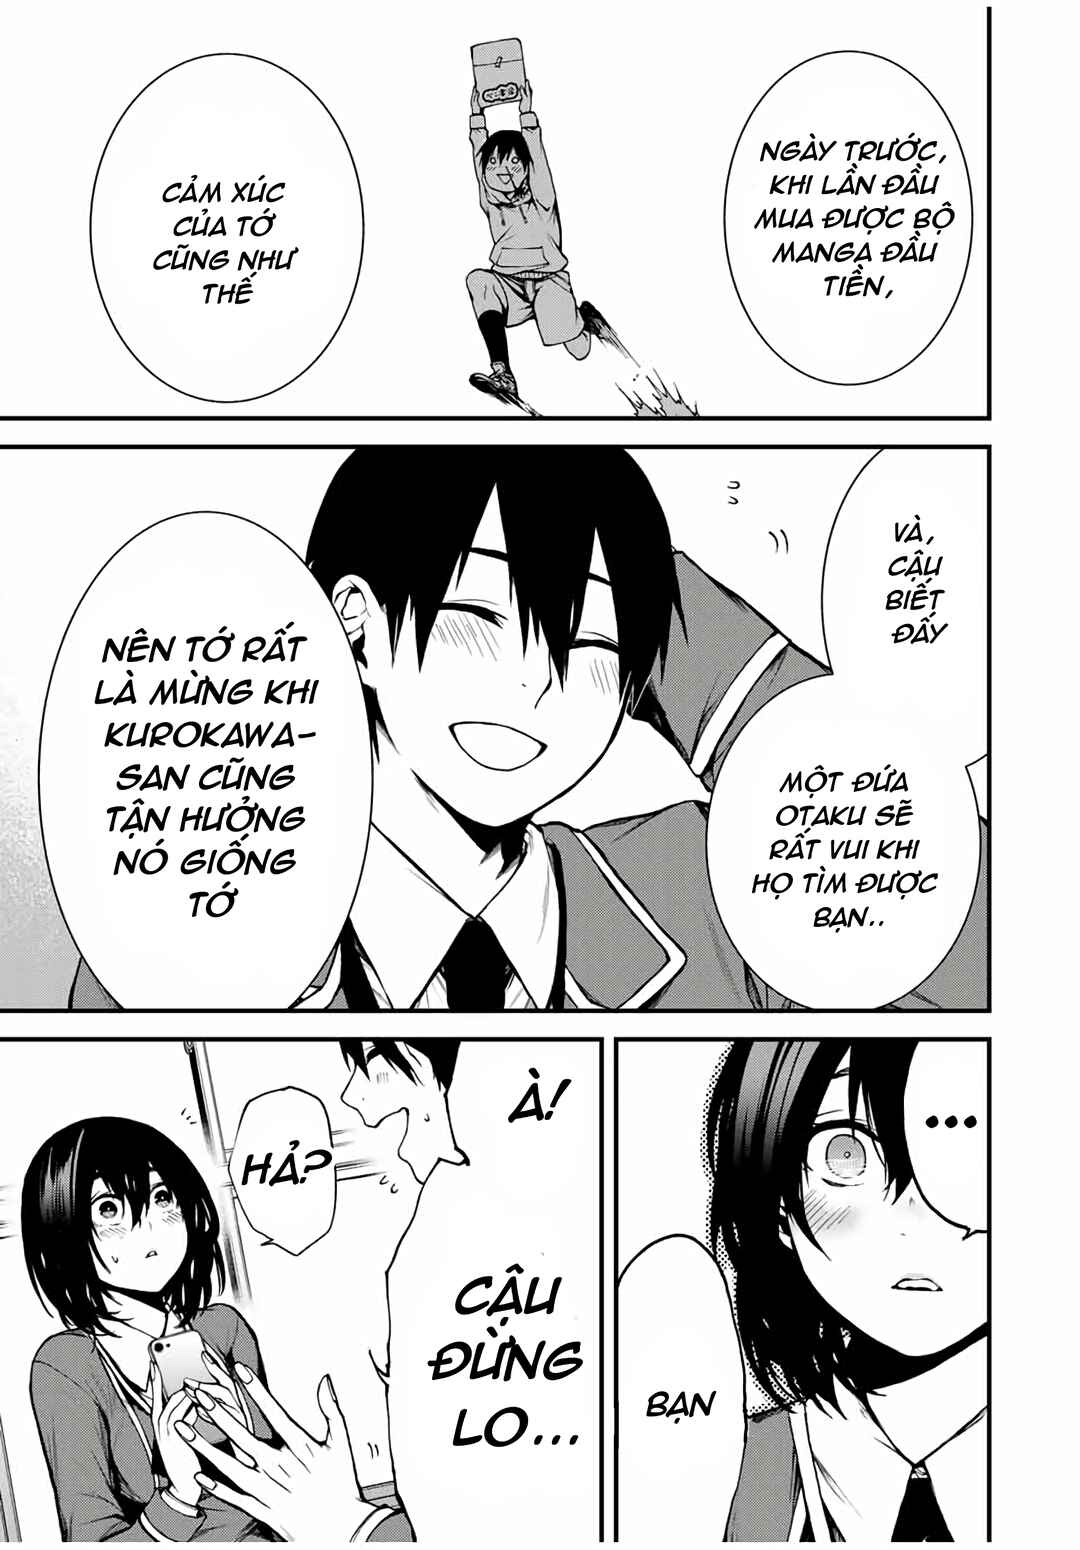 NGÀY TRƯỚC,
KHI LẦN ĐẦU
MUA ĐƯỢC BỘ
MANGA ĐẦU
TIÊN,
CẢM XÚC
CỦA TỚ
CŨNG NHƯ
THẾ
VÀ,
CẬU
BIẾT
ĐẤY
MỘT ĐỨA
OTAKU SẼ
RẤT VUI KHI
HỌ TÌM ĐƯỢC
BẠN..
NÊN TỚ RẤT
LÀ MỪNG KHI
KUROKAWA-
SAN CŨNG
TẬN HƯỞNG
NÓ GIỐNG
TỚ
...
BẠN
À!
CẬU
ĐỪNG
LO...
HẢ?